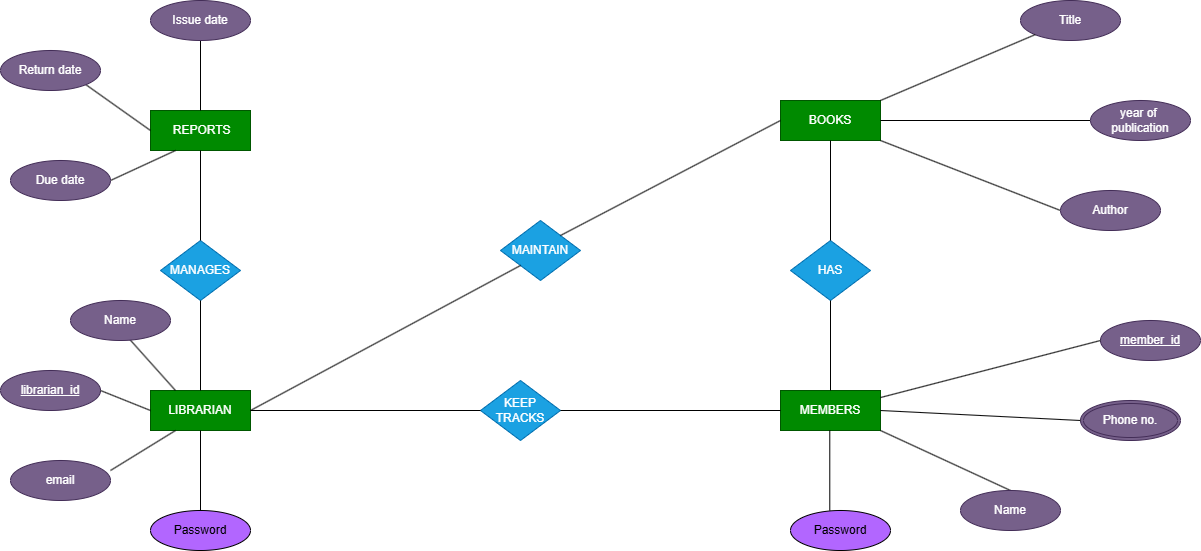 Issue date
Title
Return date
REPORTS
BOOKS
year of
publication
Due date
Author
MAINTAIN
MANAGES
HAS
Name
member_id
librarian_id
LIBRARIAN
KEEP
TRACKS
MEMBERS
Phone no.
email
Name
Password
Password